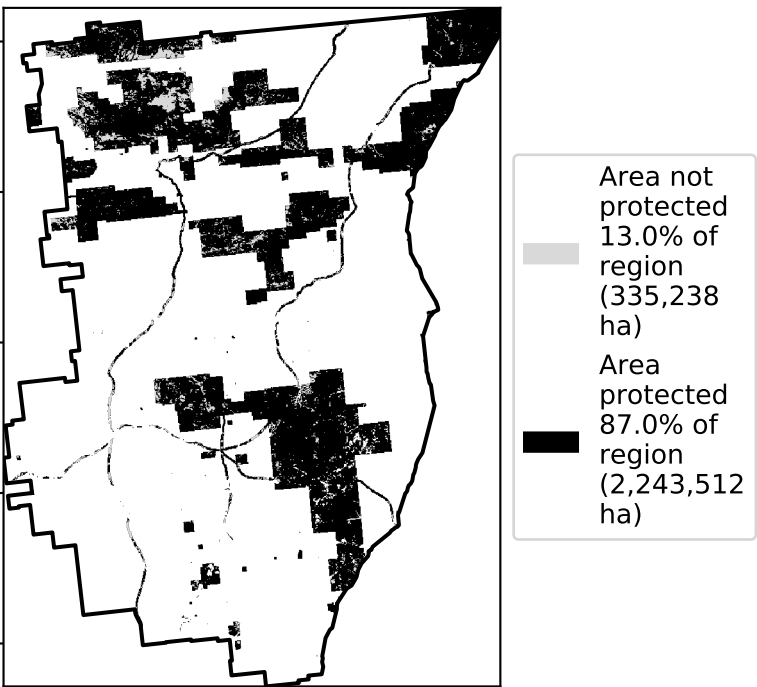 Area not
protected
13.0% of
region
(335,238
ha)
Area
protected
87.0% of
region
(2,243,512
ha)